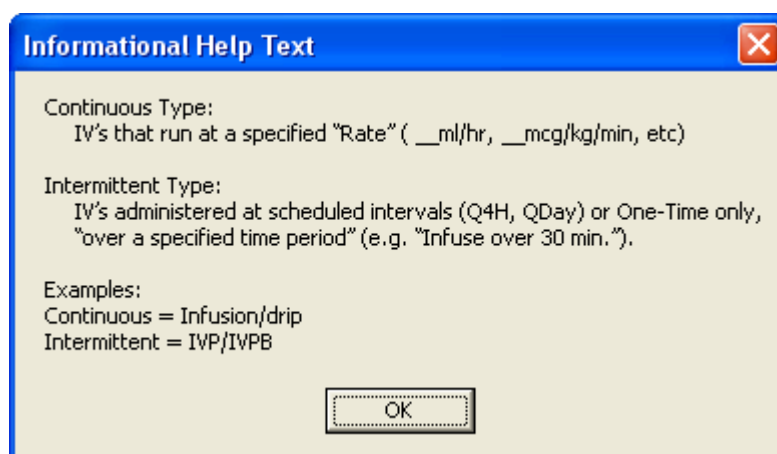 Informational Help Text
Continuous Type:
IV's that run at a specified "Rate" ( __ml/hr, __mcg/kg/min, etc)
Intermittent Type:
IV's administered at scheduled intervals (Q4H, QDay) or One-Time only,
"over a specified time period" (e.g. "Infuse over 30 min.").
Examples:
Continuous = Infusion/drip
Intermittent = IVP/IVPB
OK